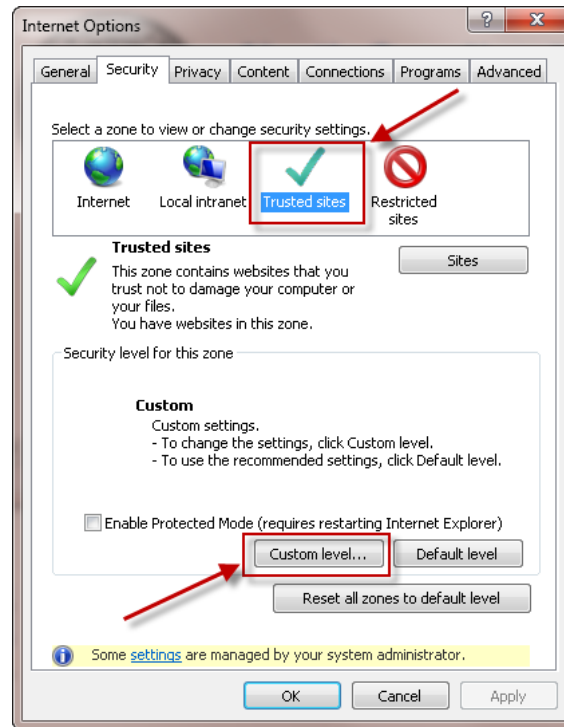 Internet Options
General Security Privacy Content Connections Programs Advanced
Select a zone to view or change security settings.
Internet Local intranet Trusted sites Restricted
sites
Trusted sites
Sites
This zone contains websites that you
trust not to damage your computer or
your files.
You have websites in this zone.
Security level for this zone
Custom
Custom settings.
- To change the settings, click Custom level.
- To use the recommended settings, click Default level.
Enable Protected Mode (requires restarting Internet Explorer)
Custom level... Default level
Reset all zones to default level
Some settings are managed by your system administrator.
OK Cancel Apply